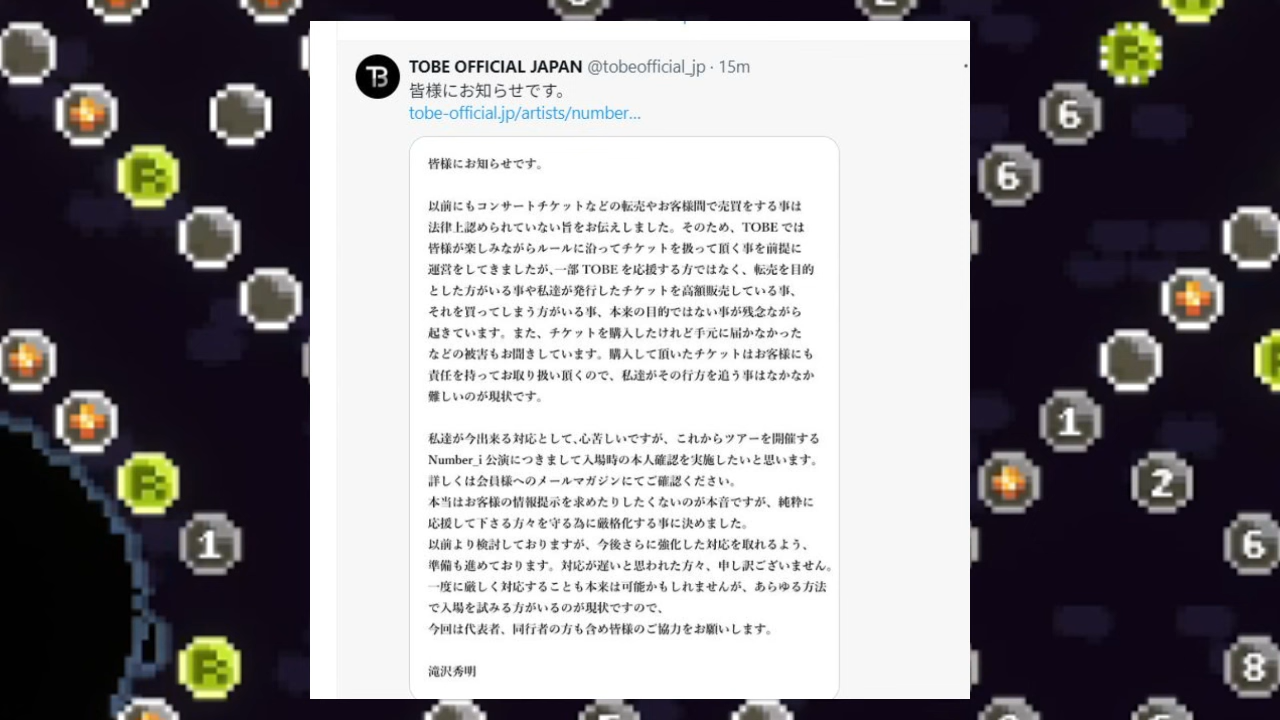 TOBE OFFICIAL JAPAN @tobeofficial_jp · 15m
皆様にお知らせです。
tobe-official.jp/artists/number...
皆様にお知らせです。
以前にもコンサートチケットなどの転売やお客様間で売買をする事は
法律上認められていない旨をお伝えしました。そのため、TOBE では
皆様が楽しみながらルールに沿ってチケットを扱って頂く事を前提に
運営をしてきましたが、一部 TOBE を応援する方ではなく、転売を目的
とした方がいる事や私達が発行したチケットを高額販売している事、
それを買ってしまう方がいる事、本来の目的ではない事が残念ながら
起きています。また、チケットを購入したけれど手元に届かなかった
などの被害もお聞きしています。購入して頂いたチケットはお客様にも
責任を持ってお取り扱い頂くので、私達がその行方を追う事はなかなか
難しいのが現状です。
私達が今出来る対応として、心苦しいですが、これからツアーを開催する
Number_i 公演につきまして入場時の本人確認を実施したいと思います。
詳しくは会員様へのメールマガジンにてご確認ください。
本当はお客様の情報提示を求めたりしたくないのが本音ですが、純粋に
応援して下さる方々を守る為に厳格化する事に決めました。
以前より検討しておりますが、今後さらに強化した対応を取れるよう、
準備も進めております。対応が遅いと思われた方々、申し訳ございません。
一度に厳しく対応することも本来は可能かもしれませんが、あらゆる方法
で入場を試みる方がいるのが現状ですので、
今回は代表者、同行者の方も含め皆様のご協力をお願いします。
滝沢秀明
R
6
6
R
1
2
R
1
6
R
8